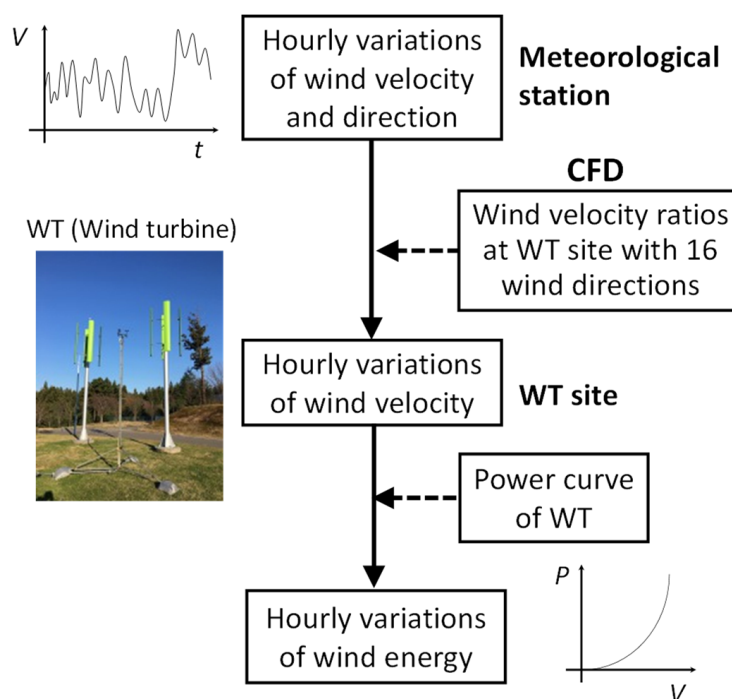 V
t
Hourly variations
of wind velocity
and direction
Meteorological
station
CFD
Wind velocity ratios
at WT site with 16
wind directions
WT (Wind turbine)
Hourly variations
of wind velocity
WT site
Power curve
of WT
Hourly variations
of wind energy
P
V